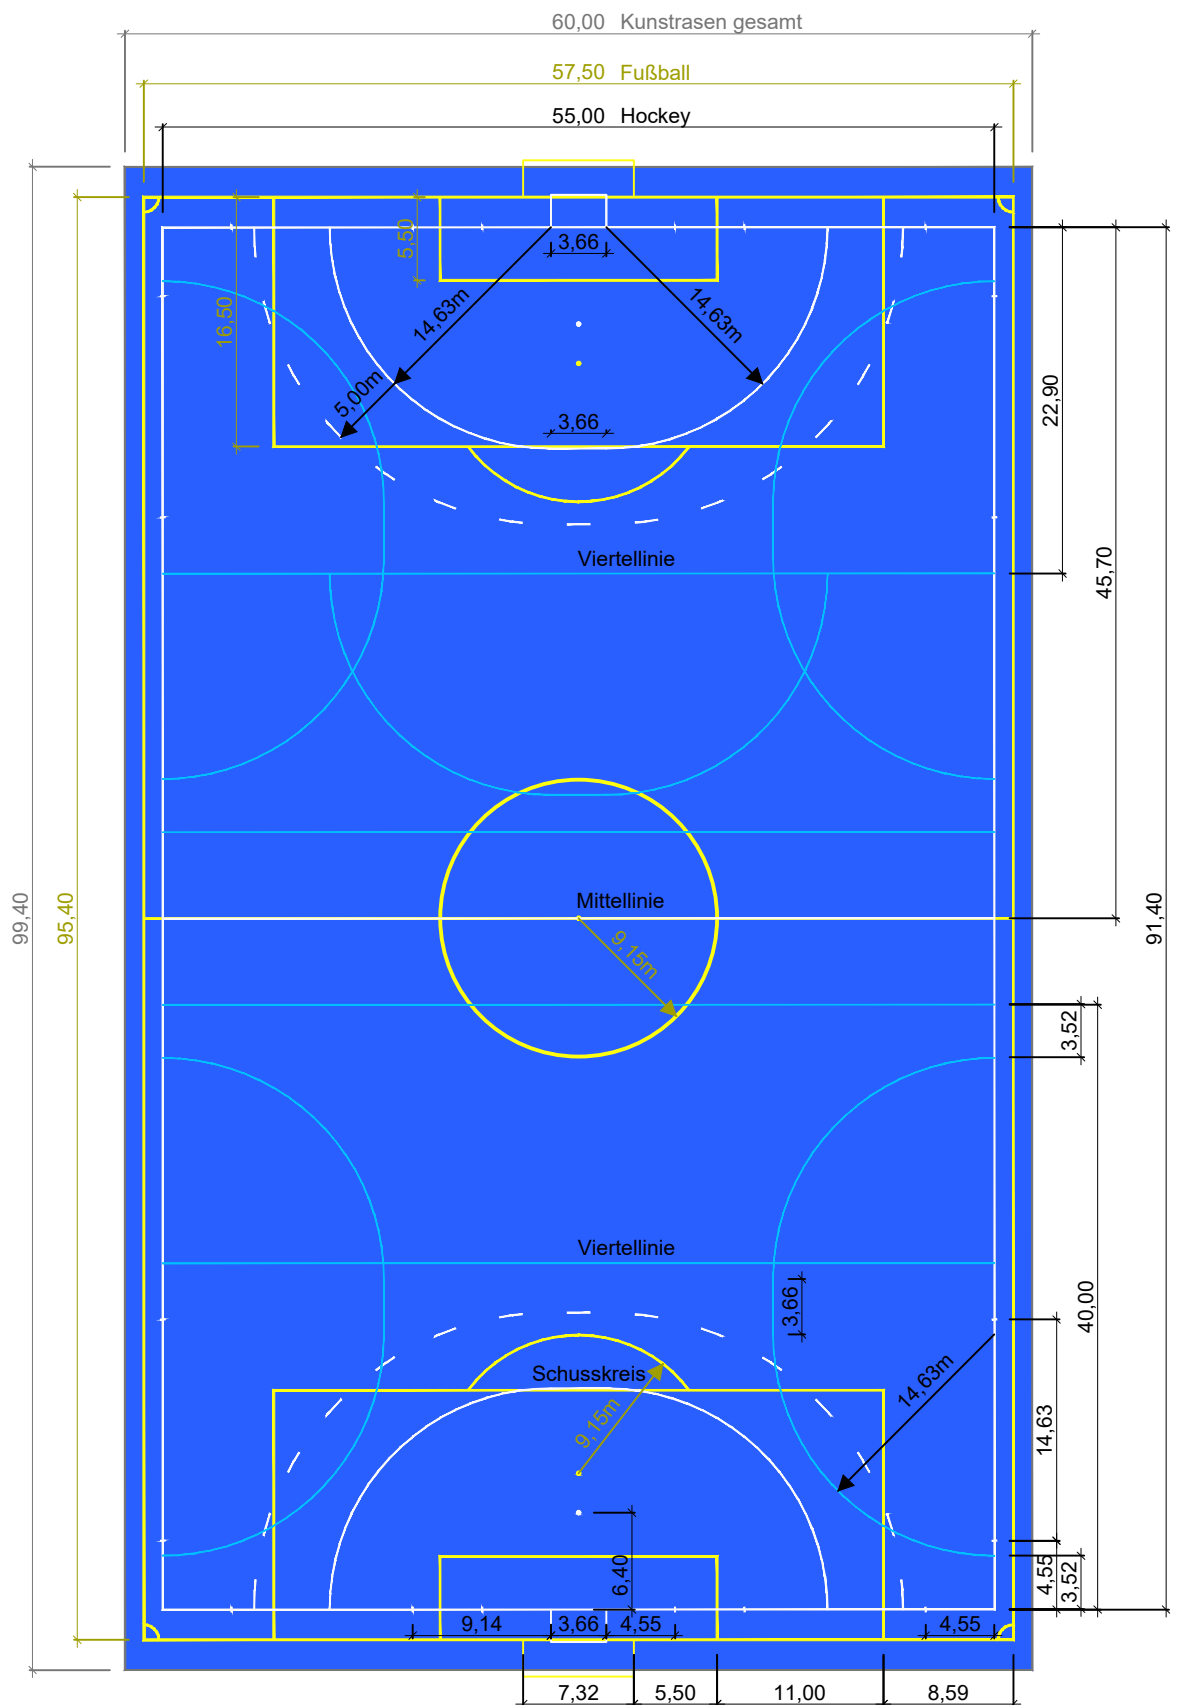 60,00 Kunstrasen gesamt
57,50 Fußball
55,00 Hockey
5,50
3,66
16,50
14,63m
14,63m
5,00m
3,66
22,90
45,70
Viertellinie
99,40
95,40
Mittellinie
9,15m
91,40
3,52
Viertellinie
3,66
40,00
Schusskreis
14,63m
9,15m
14,63
6,40
4,55
3,52
9,14
3,66
4,55
4,55
7,32
5,50
11,00
8,59